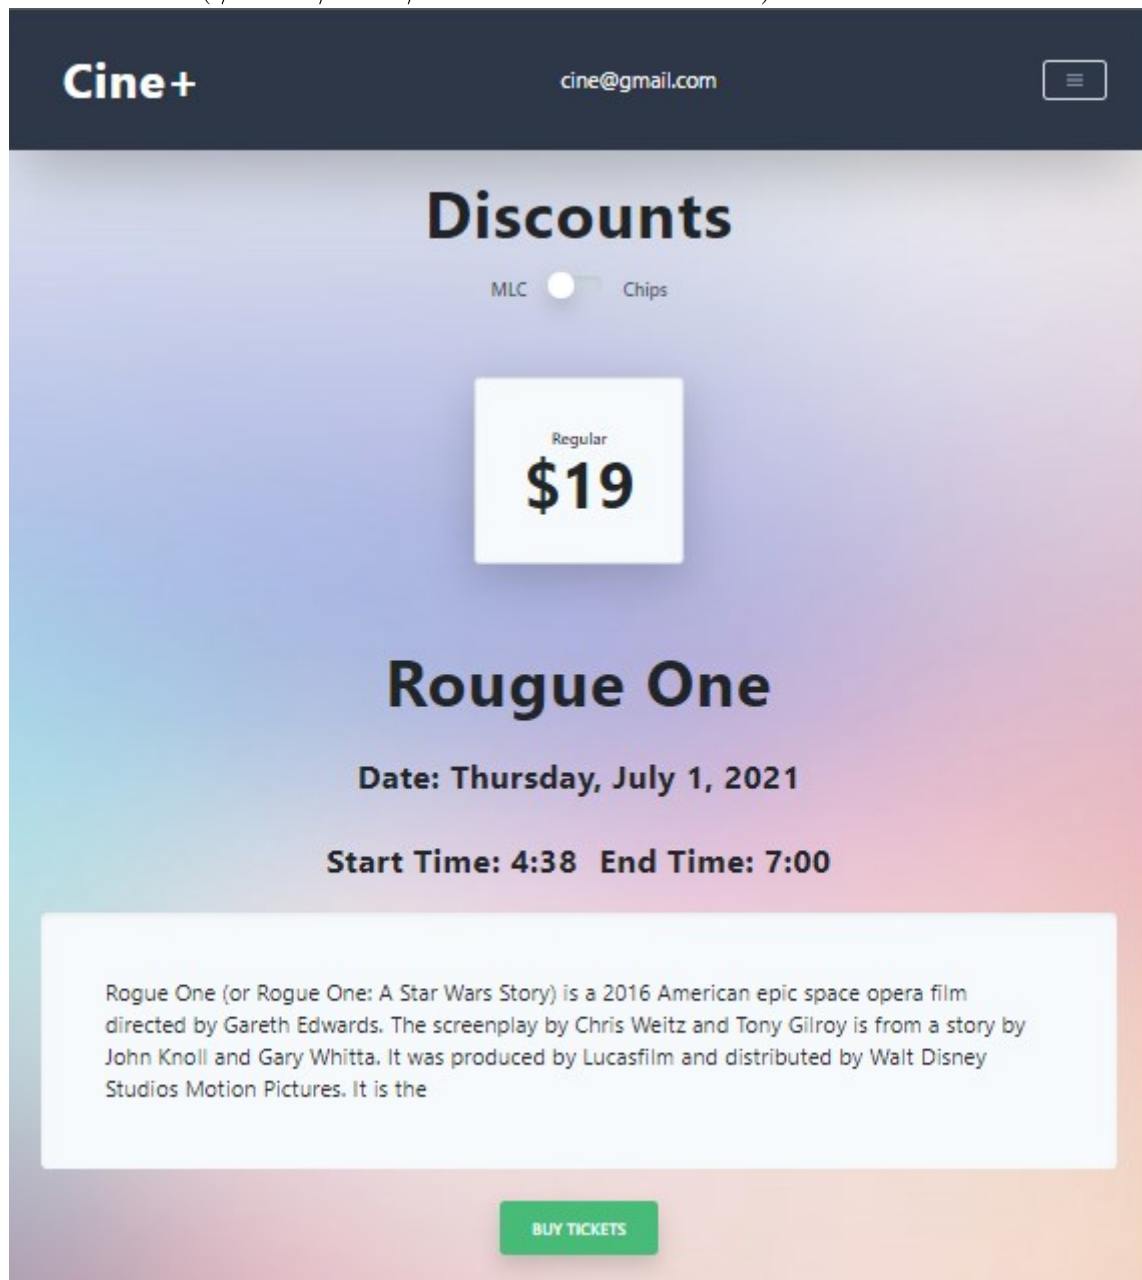 Cine+
cine@gmail.com
Discounts
MLC Chips
Regular
$19
Rougue One
Date: Thursday, July 1, 2021
Start Time: 4:38 End Time: 7:00
Rogue One (or Rogue One: A Star Wars Story) is a 2016 American epic space opera film
directed by Gareth Edwards. The screenplay by Chris Weitz and Tony Gilroy is from a story by
John Knoll and Gary Whitta. It was produced by Lucasfilm and distributed by Walt Disney
Studios Motion Pictures. It is the
BUY TICKETS